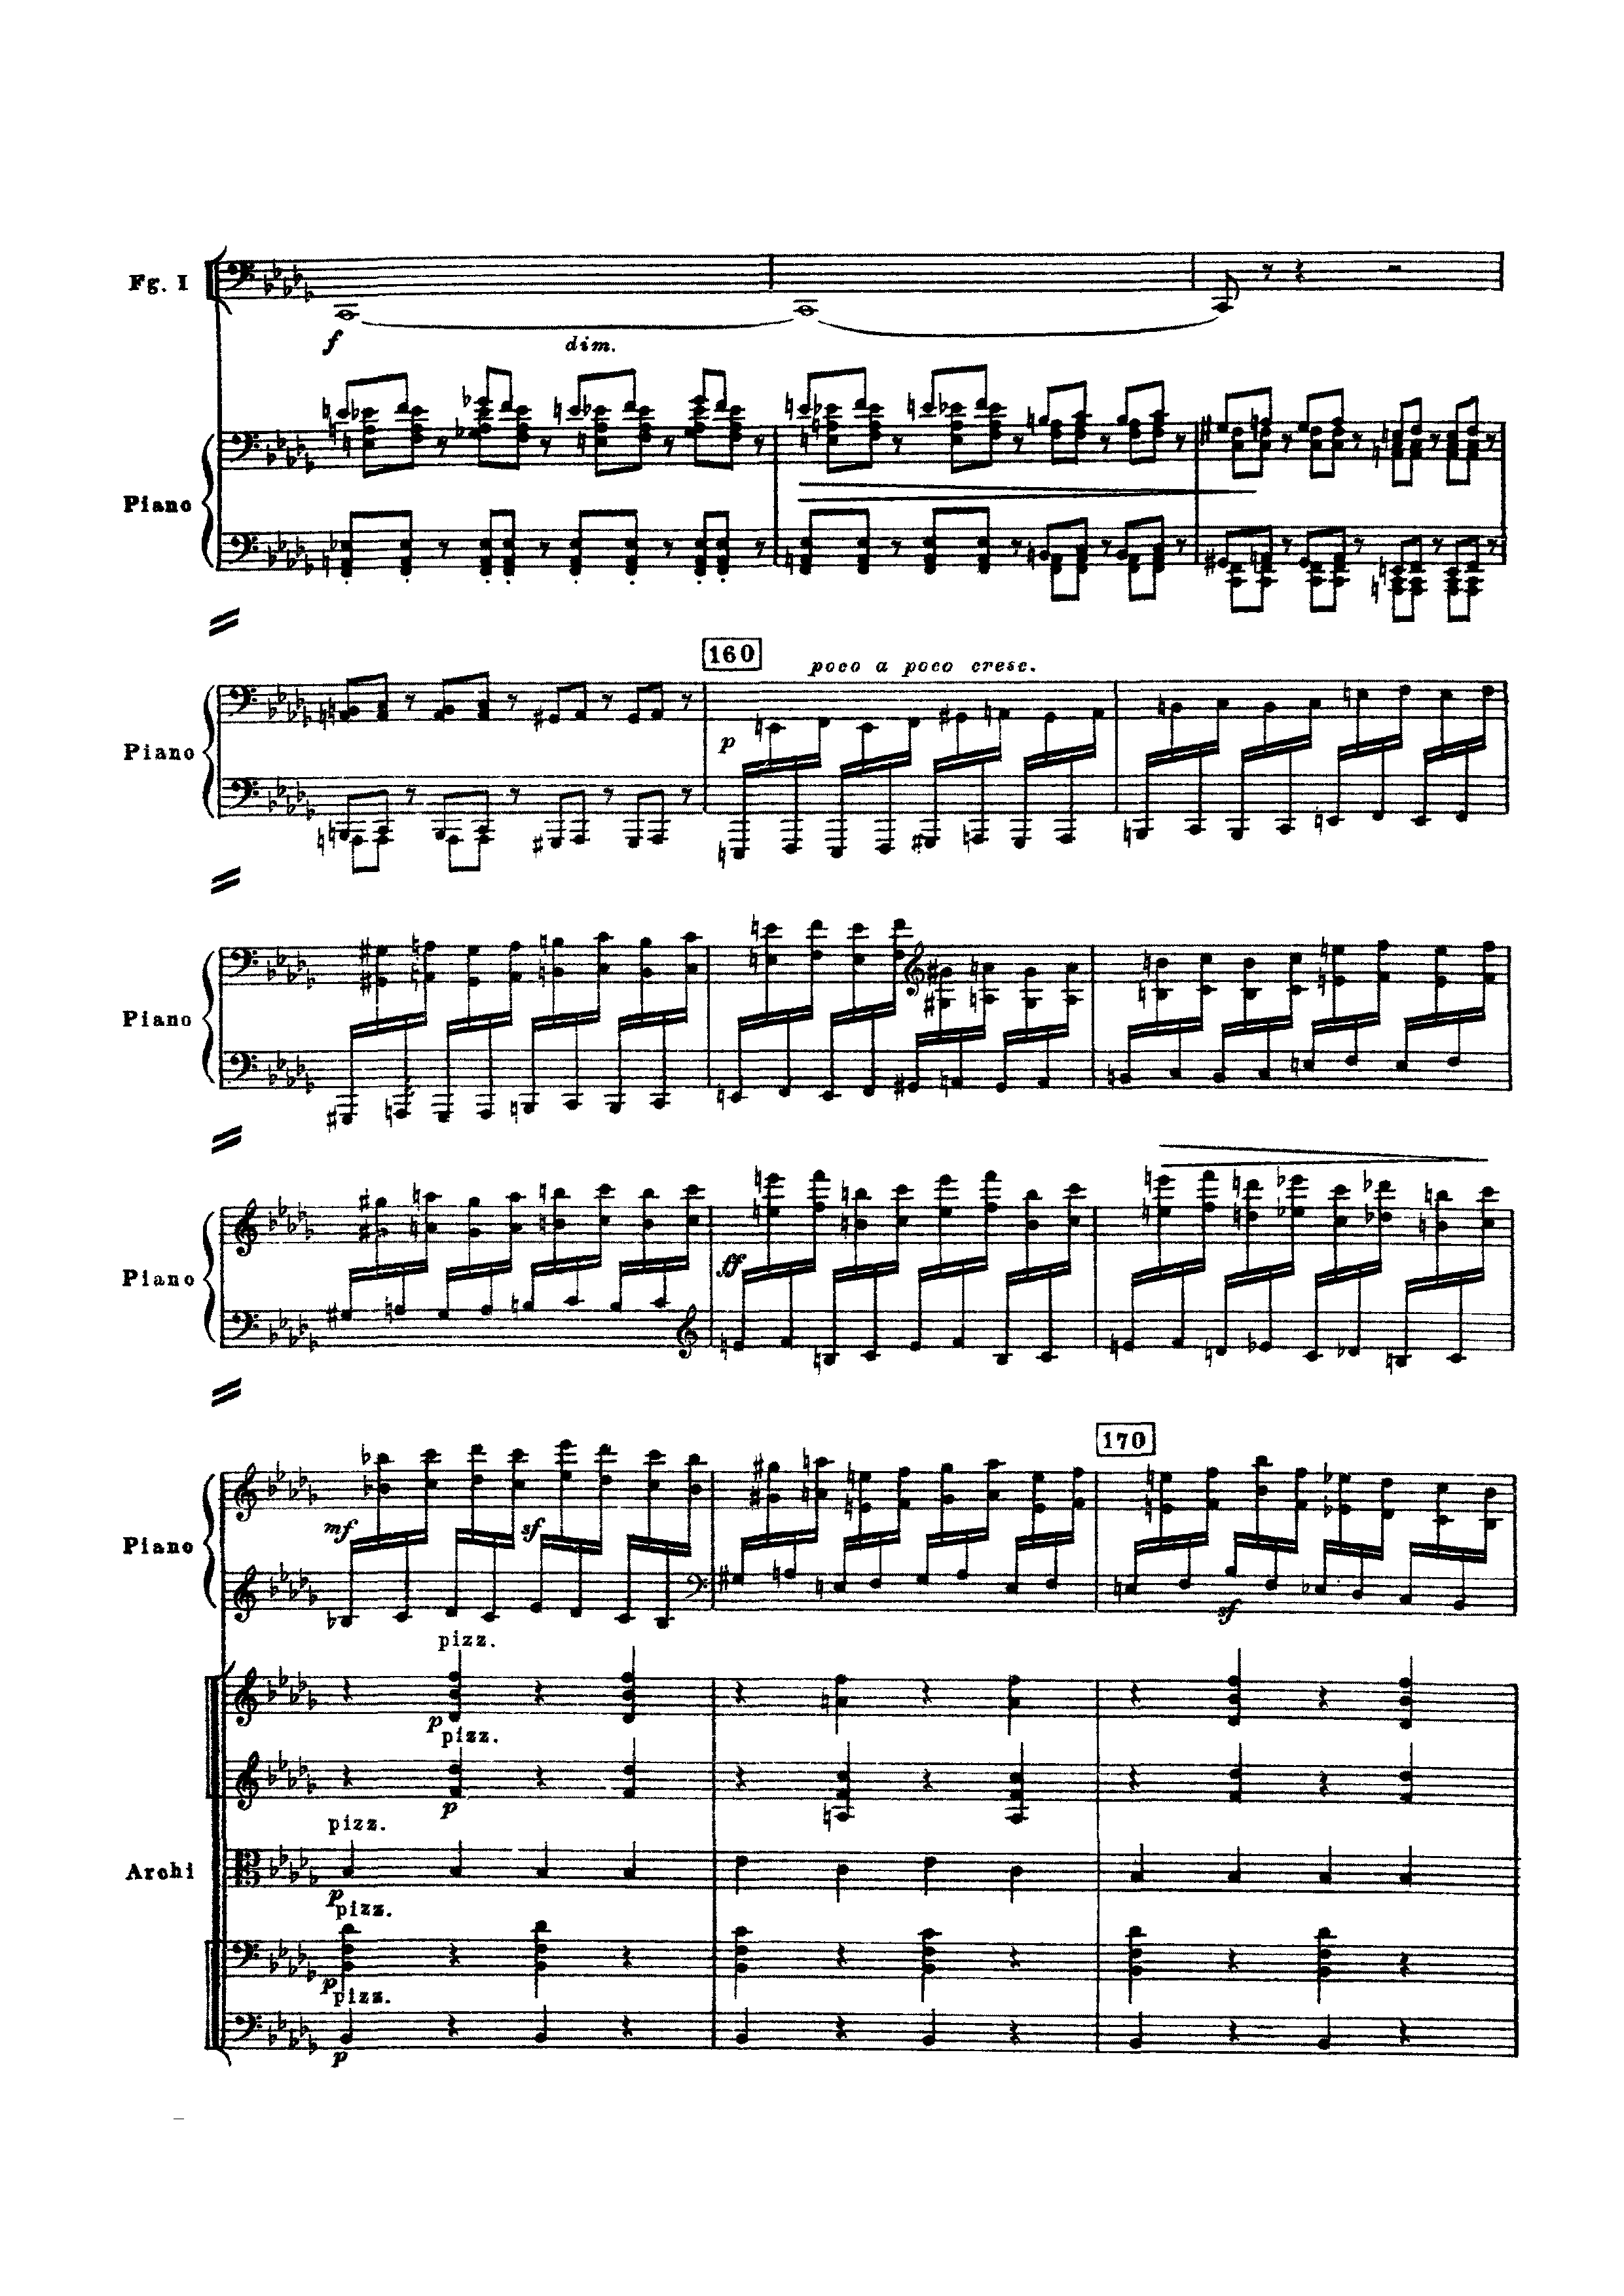 Fg. I
f
dim.
Piano
160
poco a poco cresc.
Piano
p
Piano
Piano
ff
170
mf
sf
Piano
sf
pizz.
p
pizz.
p
pizz.
Archi
p
pizz.
p
pizz.
p